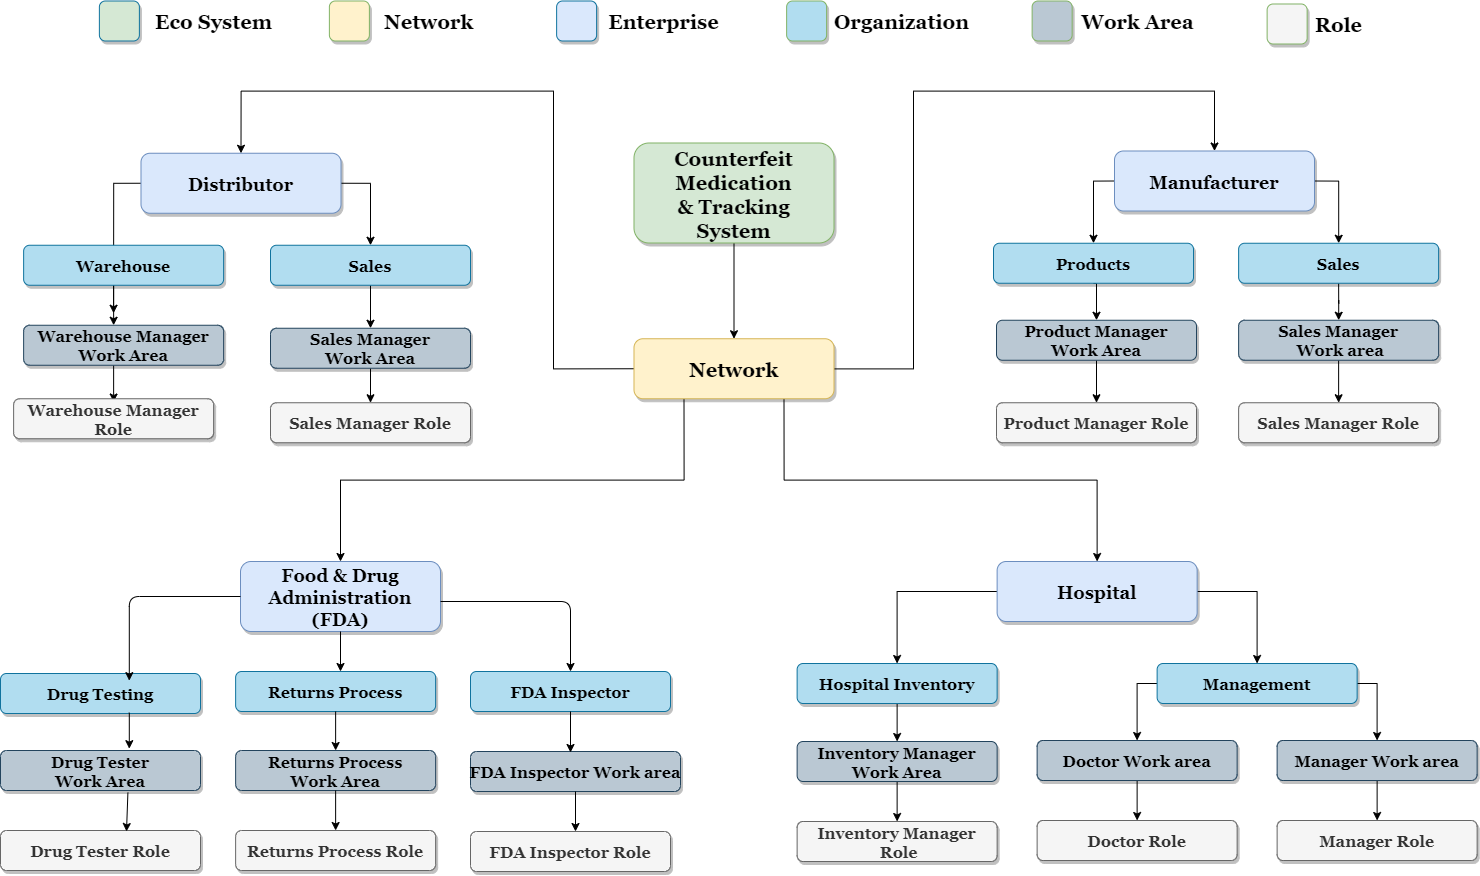 Eco System
Network
Enterprise
Organization
Work Area
Role
Counterfeit
Medication
& Tracking
System
Distributor
Manufacturer
Warehouse
Sales
Products
Sales
Warehouse Manager
Work Area
Sales Manager
Work Area
Network
Product Manager
Work Area
Sales Manager
Work area
Warehouse Manager
Role
Sales Manager Role
Product Manager Role
Sales Manager Role
Food & Drug
Administration
(FDA)
Hospital
Drug Testing
Returns Process
FDA Inspector
Hospital Inventory
Management
Drug Tester
Work Area
Returns Process
Work Area
FDA Inspector Work area
Inventory Manager
Work Area
Doctor Work area
Manager Work area
Drug Tester Role
Returns Process Role
FDA Inspector Role
Inventory Manager
Role
Doctor Role
Manager Role